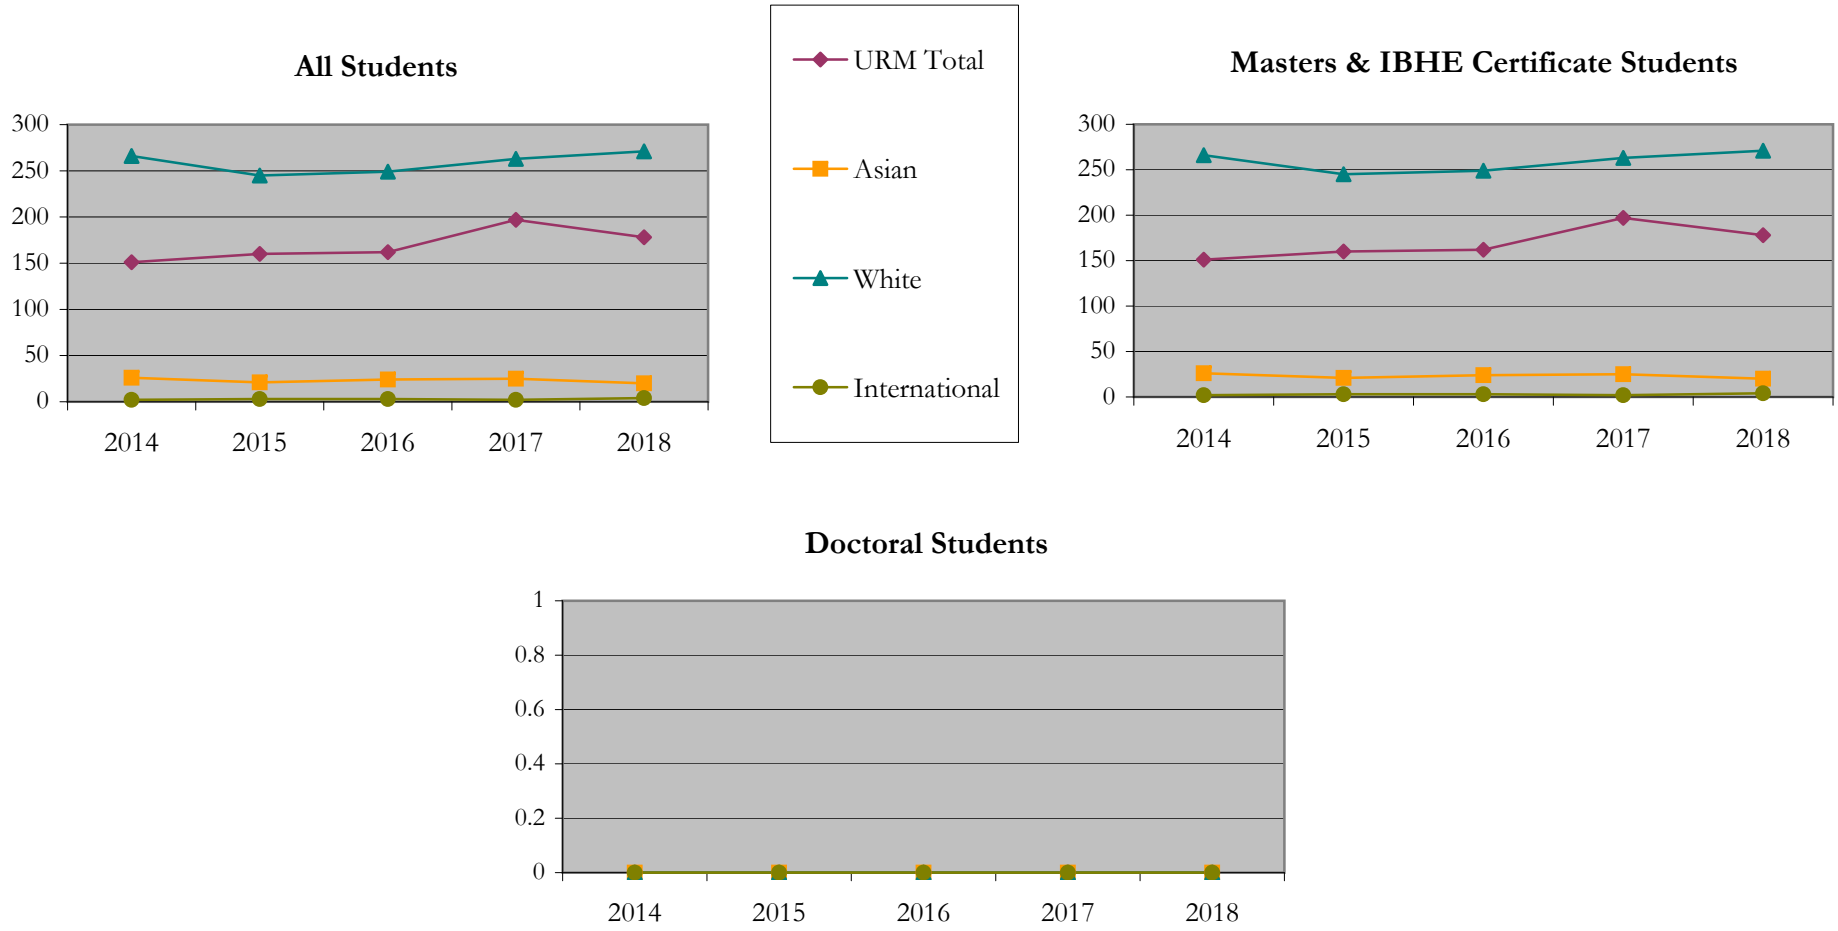 All Students
300
250
200
150
100
50
0
2014 2015 2016 2017 2018
URM Total
Asian
White
International
Masters & IBHE Certificate Students
300
250
200
150
100
50
0
2014 2015 2016 2017 2018
Doctoral Students
1
0.8
0.6
0.4
0.2
0
2014 2015 2016 2017 2018